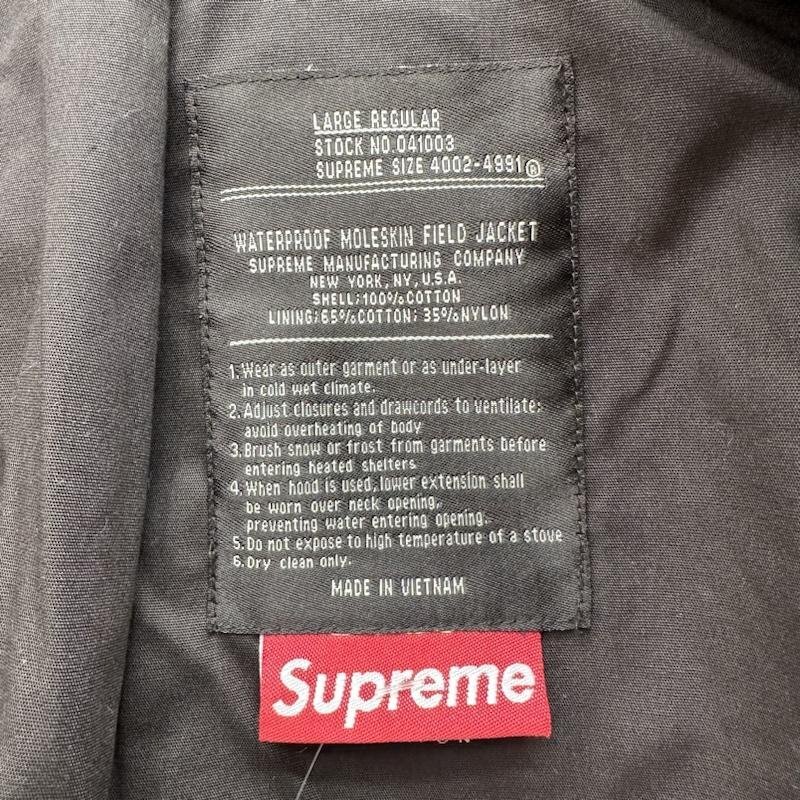 LARGE REGULAR
STOCK NO.041003
SUPREME SIZE 4002-4991®
WATERPROOF MOLESKIN FIELD JACKET
SUPREME MANUFACTURING COMPANY
NEW YORK, NY, U.S.A.
SHELL:100%COTTON
LINING:65%COTTON: 35%NYLON
1. Wear as outer garment or as under-layer
in cold wet climate.
2. Adjust closures and drawcords to ventilate:
avoid overheating of body
3. Brush snow or frost from garments before
entering heated shelters
4. When hood is used, lower extension shall
be worn over neck opening,
preventing water entering opening.
5. Do not expose to high temperature of a stove
6. Dry clean only.
MADE IN VIETNAM
Supreme